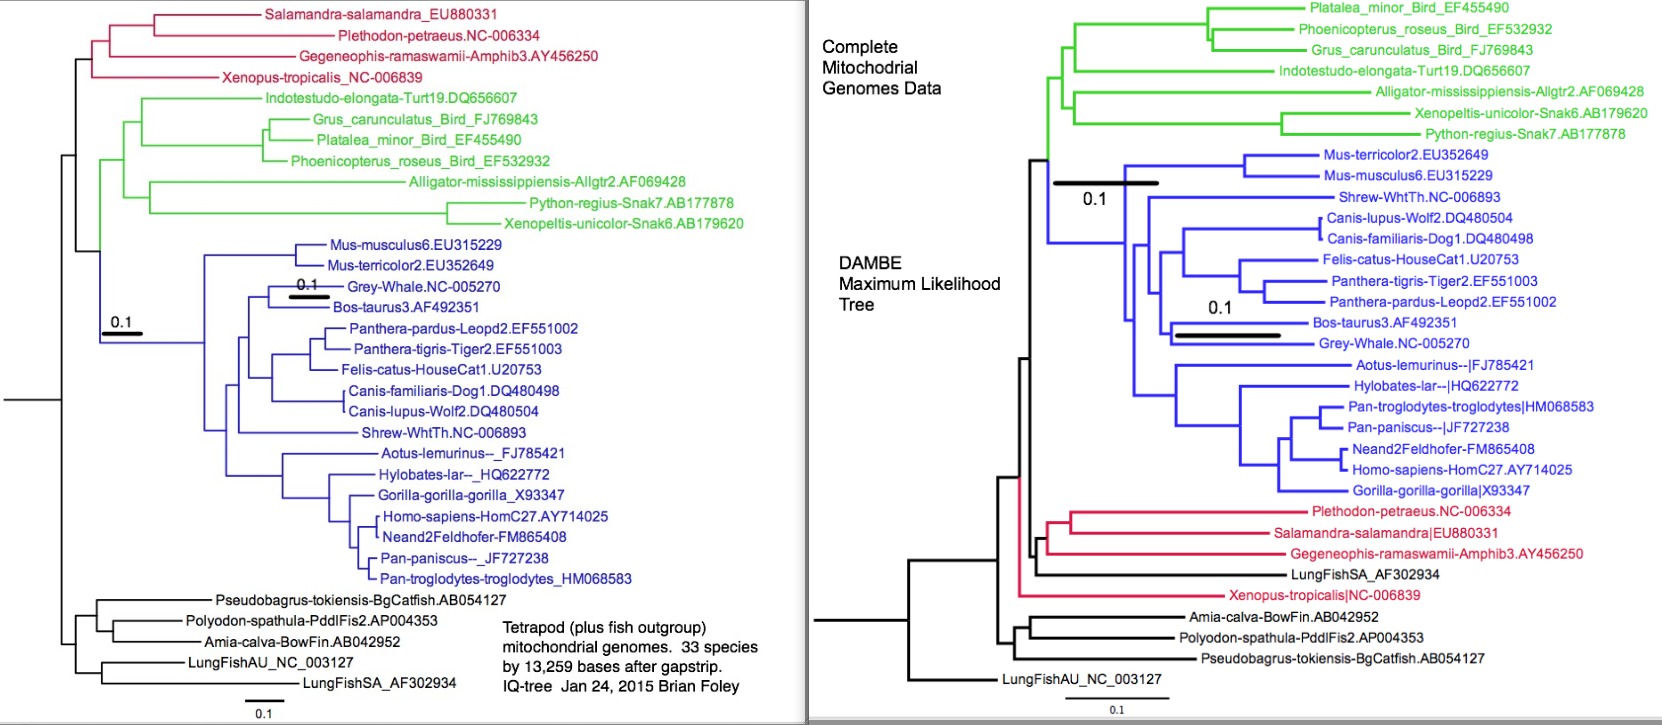 Salamandra-salamandra_EU880331
Plethodon-petraeus.NC-006334
Gegeneophis-ramaswamii-Amphib3.AY456250
Xenopus-tropicalis_NC-006839
Indotestudo-elongata-Turt19.DQ656607
Grus_carunculatus_Bird_FJ769843
Platalea_minor_Bird_EF455490
Phoenicopterus_roseus_Bird_EF532932
Alligator-mississippiensis-Allgtr2.AF069428
Python-regius-Snak7.AB177878
Xenopeltis-unicolor-Snak6.AB179620
Mus-musculus6.EU315229
Mus-terricolor2.EU352649
0.1
Grey-Whale.NC-005270
Bos-taurus3.AF492351
0.1
Panthera-pardus-Leopd2.EF551002
Panthera-tigris-Tiger2.EF551003
Felis-catus-HouseCat1.U20753
Canis-familiaris-Dog1.DQ480498
Canis-lupus-Wolf2.DQ480504
Shrew-WhtTh.NC-006893
Aotus-lemurinus--_FJ785421
Hylobates-lar--_HQ622772
Gorilla-gorilla-gorilla_X93347
Homo-sapiens-HomC27.AY714025
Neand2Feldhofer-FM865408
Pan-paniscus--_JF727238
Pan-troglodytes-troglodytes_HM068583
Pseudobagrus-tokiensis-BgCatfish.AB054127
Polyodon-spathula-PddlFis2.AP004353
Amia-calva-BowFin.AB042952
LungFishAU_NC_003127
LungFishSA_AF302934
Tetrapod (plus fish outgroup)
mitochondrial genomes. 33 species
by 13,259 bases after gapstrip.
IQ-tree Jan 24, 2015 Brian Foley
0.1
Complete
Mitochodrial
Genomes Data
Platalea_minor_Bird_EF455490
Phoenicopterus_roseus_Bird_EF532932
Grus_carunculatus_Bird_FJ769843
Indotestudo-elongata-Turt19.DQ656607
Alligator-mississippiensis-Allgtr2.AF069428
Xenopeltis-unicolor-Snak6.AB179620
Python-regius-Snak7.AB177878
Mus-terricolor2.EU352649
Mus-musculus6.EU315229
0.1
Shrew-WhtTh.NC-006893
Canis-lupus-Wolf2.DQ480504
Canis-familiaris-Dog1.DQ480498
DAMBE
Maximum Likelihood
Tree
Felis-catus-HouseCat1.U20753
Panthera-tigris-Tiger2.EF551003
Panthera-pardus-Leopd2.EF551002
0.1
Bos-taurus3.AF492351
Grey-Whale.NC-005270
Aotus-lemurinus--|FJ785421
Hylobates-lar--|HQ622772
Pan-troglodytes-troglodytes|HM068583
Pan-paniscus--|JF727238
Neand2Feldhofer-FM865408
Homo-sapiens-HomC27.AY714025
Gorilla-gorilla-gorilla|X93347
Plethodon-petraeus.NC-006334
Salamandra-salamandra|EU880331
Gegeneophis-ramaswamii-Amphib3.AY456250
LungFishSA_AF302934
Xenopus-tropicalis|NC-006839
Amia-calva-BowFin.AB042952
Polyodon-spathula-PddlFis2.AP004353
Pseudobagrus-tokiensis-BgCatfish.AB054127
LungFishAU_NC_003127
0.1